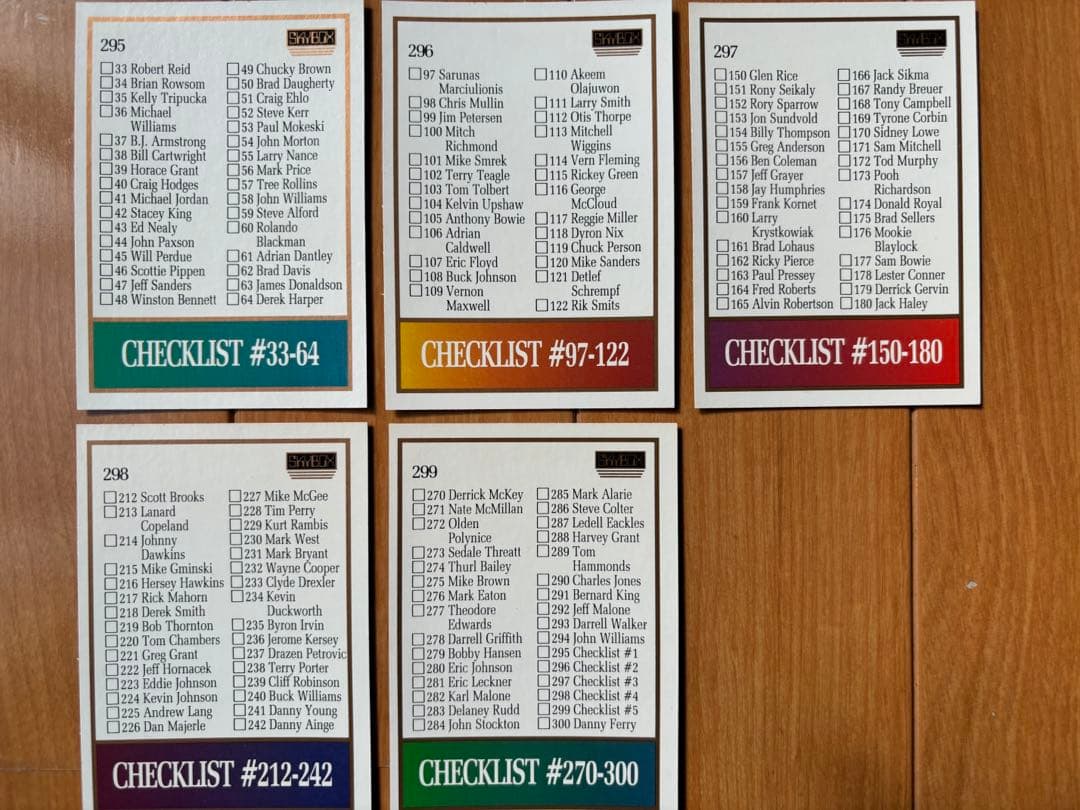 295
SKYBOX
33 Robert Reid
34 Brian Rowsom
35 Kelly Tripucka
36 Michael
Williams
37 B.J. Armstrong
38 Bill Cartwright
39 Horace Grant
40 Craig Hodges
41 Michael Jordan
42 Stacey King
43 Ed Nealy
44 John Paxson
45 Will Perdue
46 Scottie Pippen
47 Jeff Sanders
48 Winston Bennett
49 Chucky Brown
50 Brad Daugherty
51 Craig Ehlo
52 Steve Kerr
53 Paul Mokeski
54 John Morton
55 Larry Nance
56 Mark Price
57 Tree Rollins
58 John Williams
59 Steve Alford
60 Rolando
Blackman
61 Adrian Dantley
62 Brad Davis
63 James Donaldson
64 Derek Harper
CHECKLIST #33-64
296
SKYBOX
97 Sarunas
Marciulionis
98 Chris Mullin
99 Jim Petersen
100 Mitch
Richmond
101 Mike Smrek
102 Terry Teagle
103 Tom Tolbert
104 Kelvin Upshaw
105 Anthony Bowie
106 Adrian
Caldwell
107 Eric Floyd
108 Buck Johnson
109 Vernon
Maxwell
110 Akeem
Olajuwon
111 Larry Smith
112 Otis Thorpe
113 Mitchell
Wiggins
114 Vern Fleming
115 Rickey Green
116 George
McCloud
117 Reggie Miller
118 Dyron Nix
119 Chuck Person
120 Mike Sanders
121 Detlef
Schrempf
122 Rik Smits
CHECKLIST #97-122
297
SKYBOX
150 Glen Rice
151 Rony Seikaly
152 Rory Sparrow
153 Jon Sundvold
154 Billy Thompson
155 Greg Anderson
156 Ben Coleman
157 Jeff Grayer
158 Jay Humphries
159 Frank Kornet
160 Larry
Krystkowiak
161 Brad Lohaus
162 Ricky Pierce
163 Paul Pressey
164 Fred Roberts
165 Alvin Robertson
166 Jack Sikma
167 Randy Breuer
168 Tony Campbell
169 Tyrone Corbin
170 Sidney Lowe
171 Sam Mitchell
172 Tod Murphy
173 Pooh
Richardson
174 Donald Royal
175 Brad Sellers
176 Mookie
Blaylock
177 Sam Bowie
178 Lester Conner
179 Derrick Gervin
180 Jack Haley
CHECKLIST #150-180
298
SKYBOX
212 Scott Brooks
213 Lanard
Copeland
214 Johnny
Dawkins
215 Mike Gminski
216 Hersey Hawkins
217 Rick Mahorn
218 Derek Smith
219 Bob Thornton
220 Tom Chambers
221 Greg Grant
222 Jeff Hornacek
223 Eddie Johnson
224 Kevin Johnson
225 Andrew Lang
226 Dan Majerle
227 Mike McGee
228 Tim Perry
229 Kurt Rambis
230 Mark West
231 Mark Bryant
232 Wayne Cooper
233 Clyde Drexler
234 Kevin
Duckworth
235 Byron Irvin
236 Jerome Kersey
237 Drazen Petrovic
238 Terry Porter
239 Cliff Robinson
240 Buck Williams
241 Danny Young
242 Danny Ainge
CHECKLIST #212-242
299
SKYBOX
270 Derrick McKey
271 Nate McMillan
272 Olden
Polynice
273 Sedale Threatt
274 Thurl Bailey
275 Mike Brown
276 Mark Eaton
277 Theodore
Edwards
278 Darrell Griffith
279 Bobby Hansen
280 Eric Johnson
281 Eric Leckner
282 Karl Malone
283 Delaney Rudd
284 John Stockton
285 Mark Alarie
286 Steve Colter
287 Ledell Eackles
288 Harvey Grant
289 Tom
Hammonds
290 Charles Jones
291 Bernard King
292 Jeff Malone
293 Darrell Walker
294 John Williams
295 Checklist #1
296 Checklist #2
297 Checklist #3
298 Checklist #4
299 Checklist #5
300 Danny Ferry
CHECKLIST #270-300